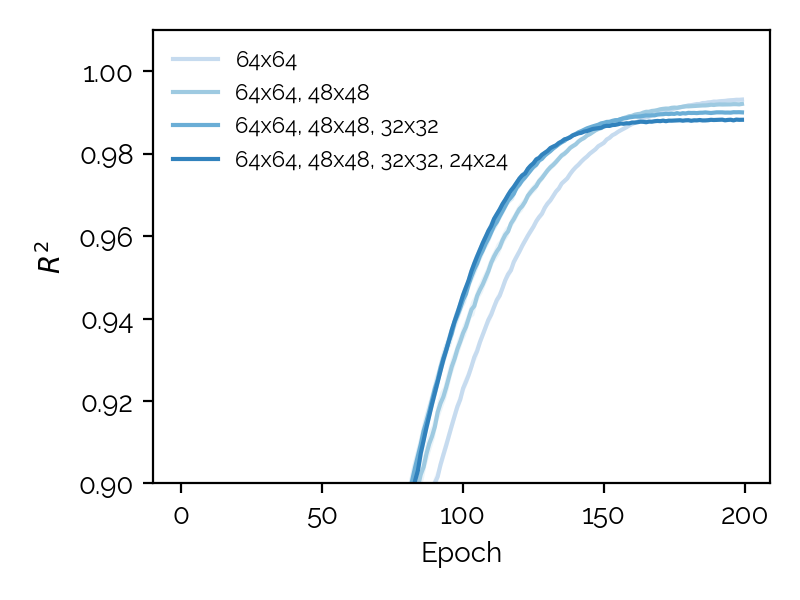 1.00
0.98
0.96
0.94
0.92
0.90
R²
64x64
64x64, 48x48
64x64, 48x48, 32x32
64x64, 48x48, 32x32, 24x24
0 50 100 150 200
Epoch